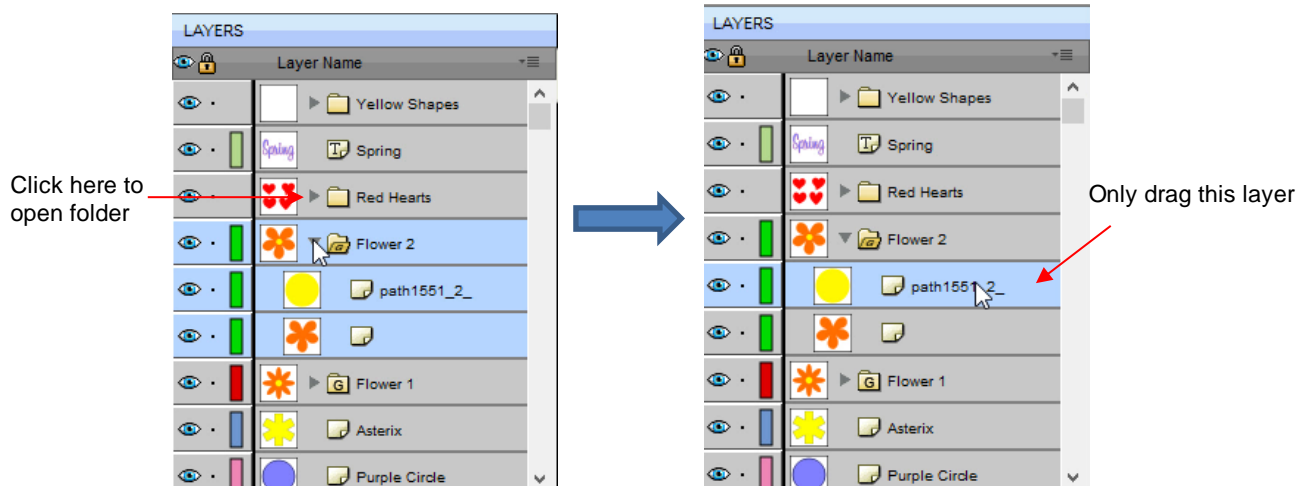 LAYERS
Layer Name
Yellow Shapes
Spring
Spring
Click here to
open folder
Red Hearts
Flower 2
path1551_2_
G Flower 1
Asterix
Purple Circle
LAYERS
Layer Name
Yellow Shapes
Spring
Spring
Red Hearts
Only drag this layer
Flower 2
path1551_2_
G Flower 1
Asterix
Purple Circle